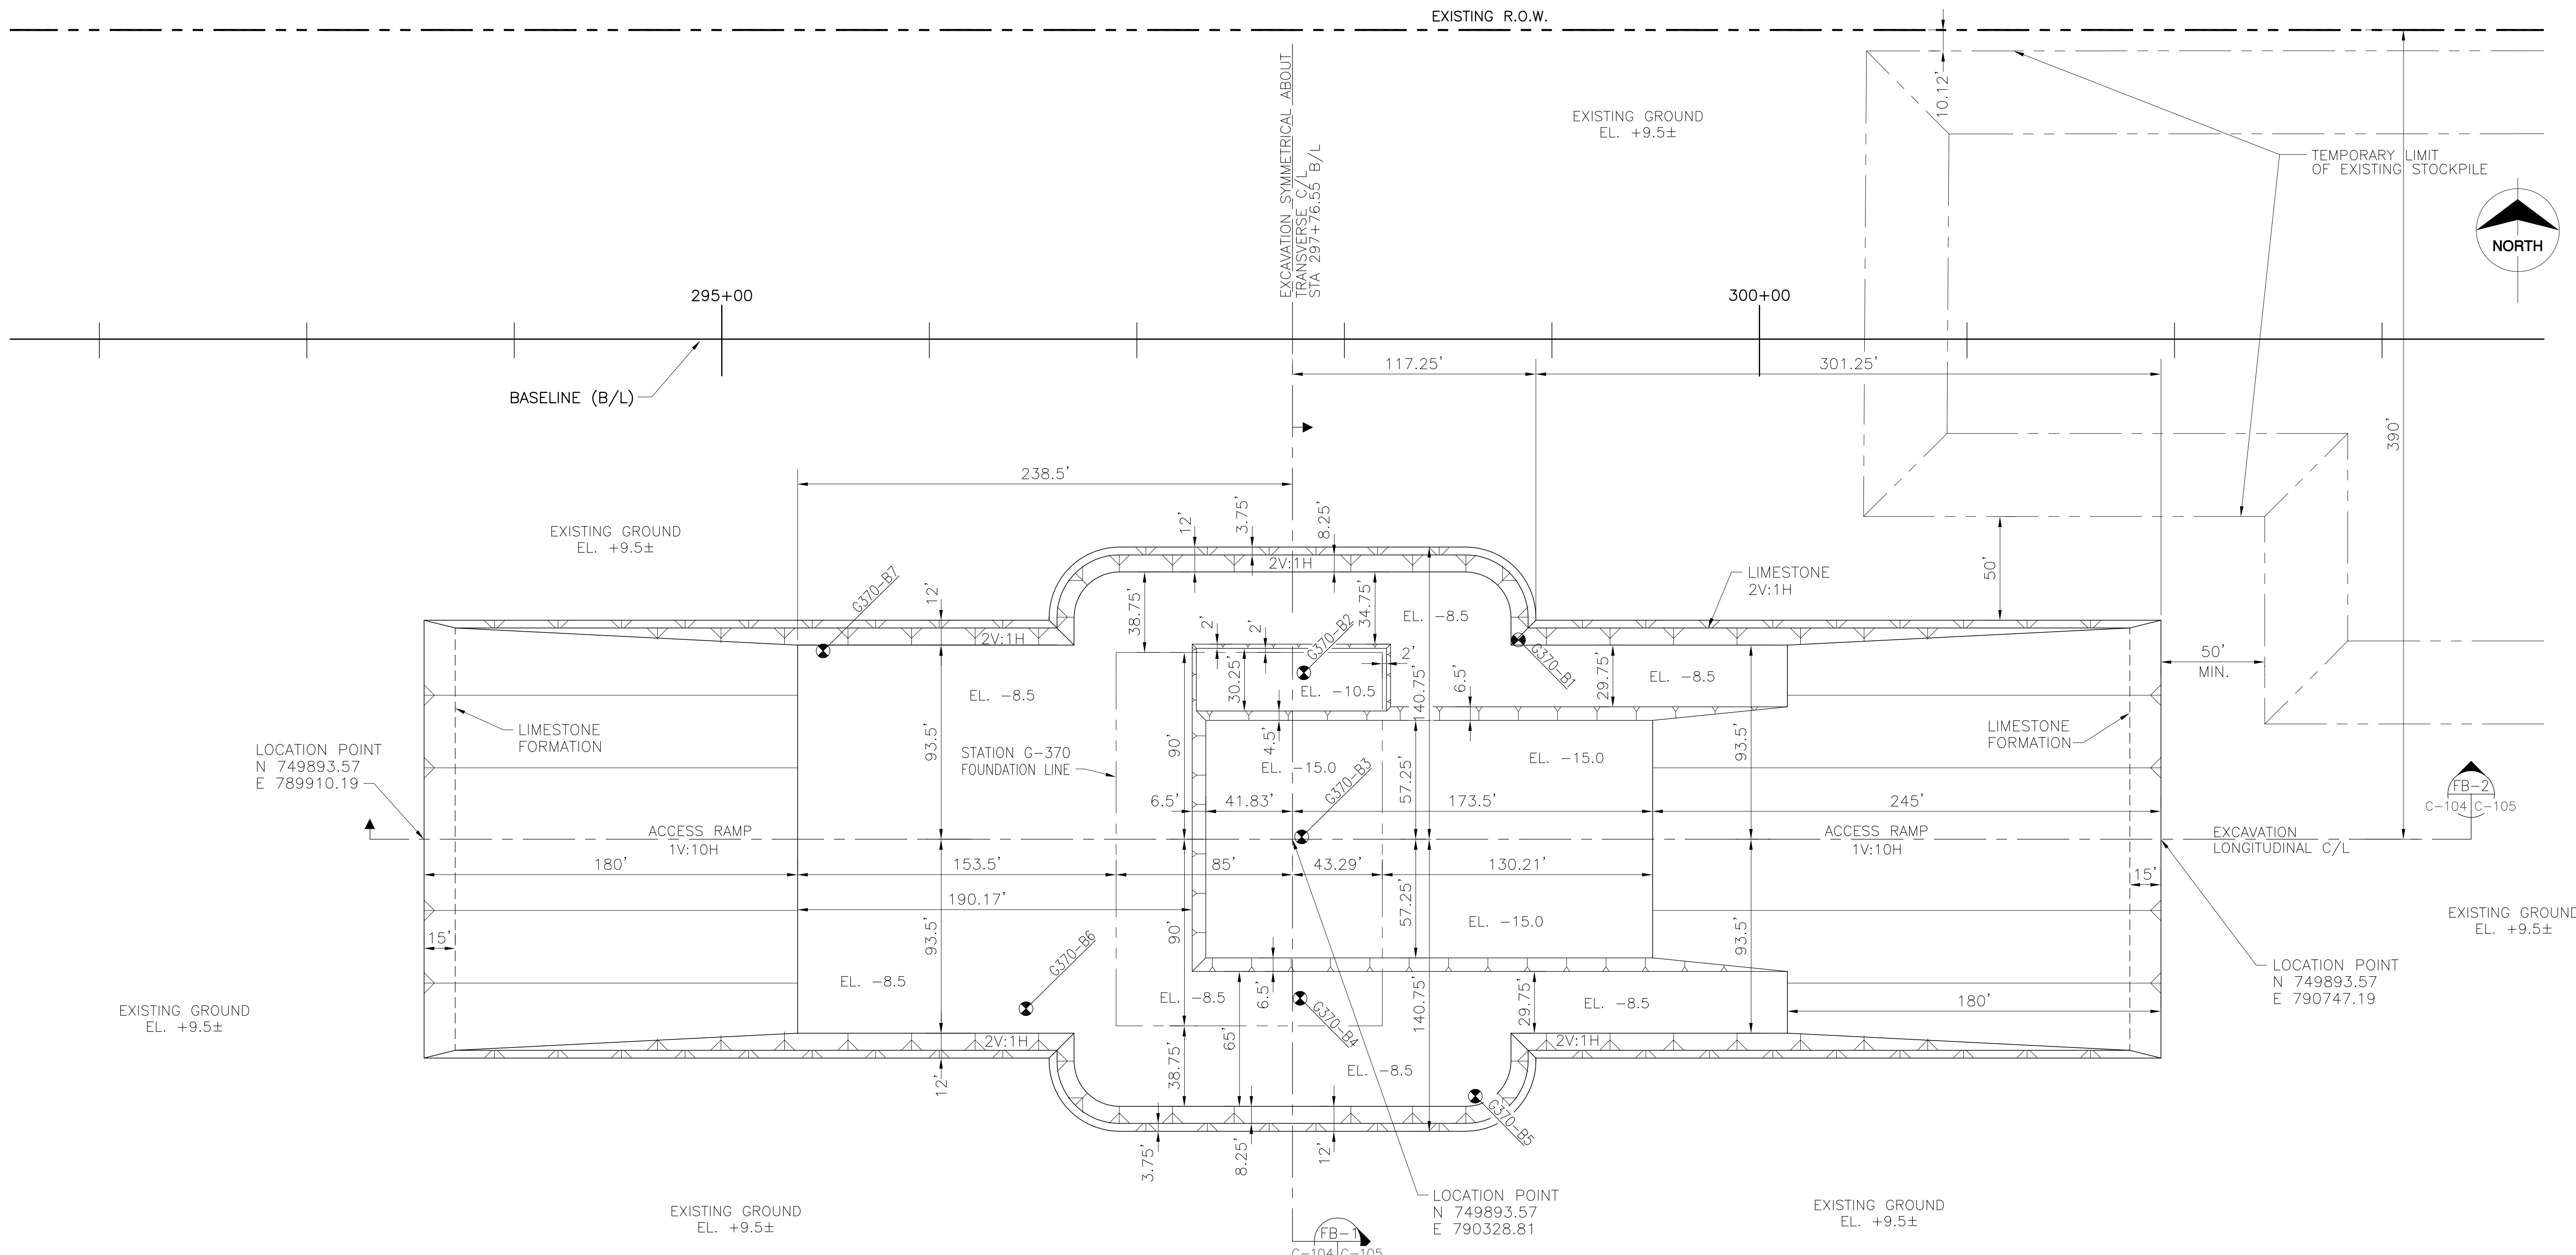 EXISTING R.O.W.
EXCAVATION SYMMETRICAL ABOUT
TRANSVERSE C/L
STA 297+76.55 B/L
10.12'
EXISTING GROUND
EL. +9.5±
TEMPORARY LIMIT
OF EXISTING STOCKPILE
NORTH
295+00
300+00
BASELINE (B/L)
117.25'
301.25'
390'
238.5'
EXISTING GROUND
EL. +9.5±
12'
3.75'
8.25'
2V:1H
50'
G370-B7
12'
38.75'
34.75'
EL. -8.5
LIMESTONE
2V:1H
2V:1H
2'
2'
G370-B2
2'
G370-B1
50'
MIN.
EL. -8.5
30.25'
EL. -10.5
140.75'
6.5'
29.75'
EL. -8.5
LIMESTONE
FORMATION
LIMESTONE
FORMATION
LOCATION POINT
N 749893.57
E 789910.19
93.5'
STATION G-370
FOUNDATION LINE
90'
4.5'
EL. -15.0
G370-B3
57.25'
EL. -15.0
93.5'
6.5'
41.83'
173.5'
245'
FB-2
C-104
C-105
ACCESS RAMP
1V:10H
ACCESS RAMP
1V:10H
EXCAVATION
LONGITUDINAL C/L
180'
153.5'
85'
43.29'
130.21'
15'
190.17'
57.25'
EL. -15.0
15'
93.5'
90'
G370-B6
93.5'
EXISTING GROUND
EL. +9.5±
EL. -8.5
EL. -8.5
6.5'
G370-B4
140.75'
29.75'
EL. -8.5
180'
LOCATION POINT
N 749893.57
E 790747.19
EXISTING GROUND
EL. +9.5±
2V:1H
65'
2V:1H
38.75'
EL. -8.5
12'
G370-B5
3.75'
8.25'
12'
LOCATION POINT
N 749893.57
E 790328.81
EXISTING GROUND
EL. +9.5±
EXISTING GROUND
EL. +9.5±
FB-1
C-104
C-105